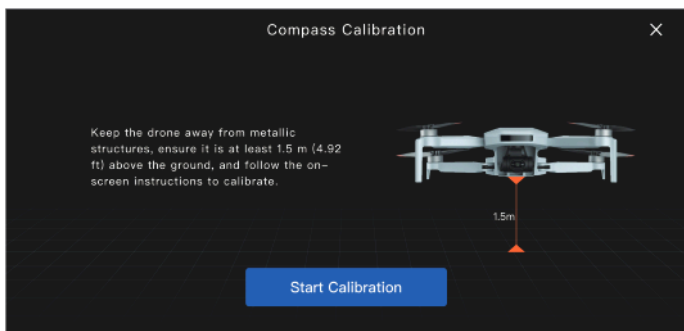 Compass Calibration
Keep the drone away from metallic
structures, ensure it is at least 1.5 m (4.92
ft) above the ground, and follow the on-
screen instructions to calibrate.
1.5m
Start Calibration